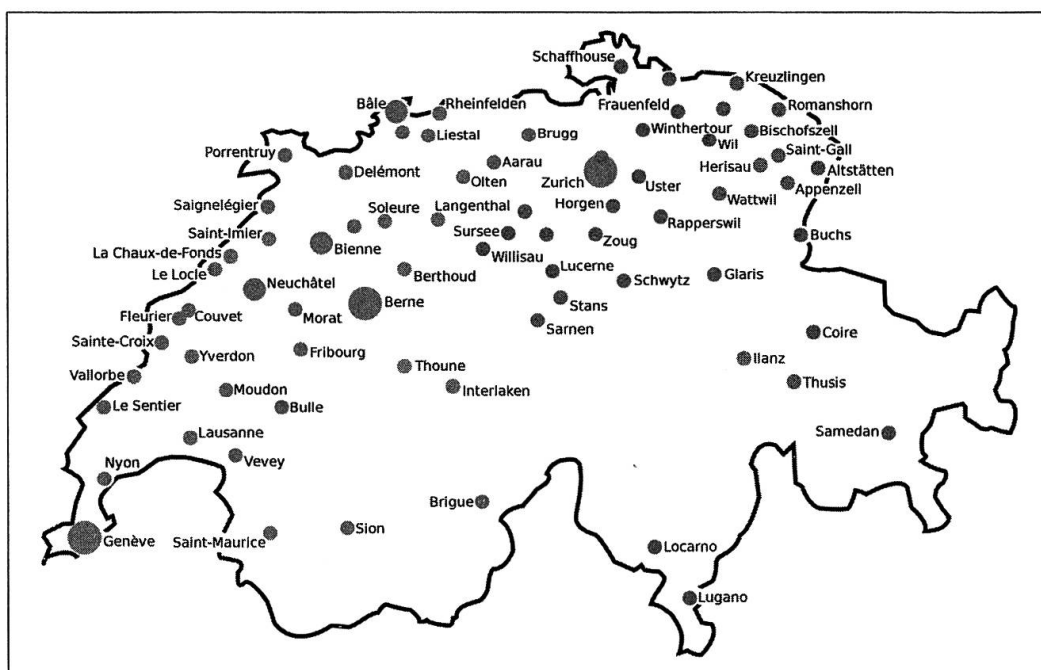 Schaffhouse
Kreuzlingen
Bâle
Rheinfelden
Frauenfeld
Romanshorn
Liestal
Brugg
Winthertour
Bischofszell
Wil
Porrentruy
Saint-Gall
Delémont
Aarau
Herisau
Altstätten
Olten
Zurich
Uster
Appenzell
Saignelégier
Soleure
Langenthal
Horgen
Wattwil
Rapperswil
Saint-Imier
Bienne
Sursee
Zoug
Buchs
La Chaux-de-Fonds
Willisau
Le Locle
Berthoud
Lucerne
Schwytz
Glaris
Neuchâtel
Berne
Stans
Fleurier
Couvet
Morat
Sarnen
Coire
Sainte-Croix
Yverdon
Fribourg
Ilanz
Thoune
Vallorbe
Interlaken
Thusis
Moudon
Le Sentier
Bulle
Lausanne
Samedan
Vevey
Nyon
Brigue
Sion
Genève
Saint-Maurice
Locarno
Lugano